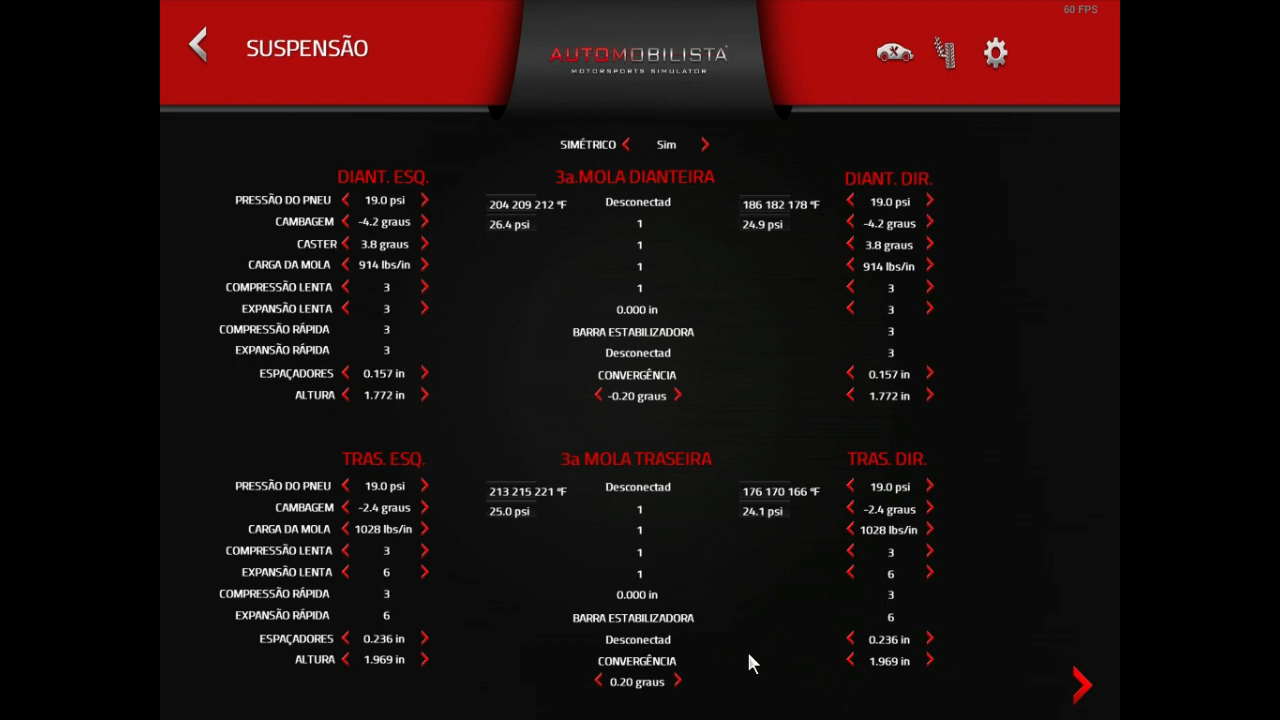 60 FPS
SUSPENSÃO
AUTOMOBILISTA
MOTORSPORTS SIMULATOR
SIMÉTRICO Sim
DIANT. ESQ. 3a.MOLA DIANTEIRA DIANT. DIR.
PRESSÃO DO PNEU 19.0 psi 204 209 212 ºF Desconectad 186 182 178 ºF 19.0 psi
CAMBAGEM -4.2 graus 26.4 psi 1 24.9 psi -4.2 graus
CASTER 3.8 graus 1 3.8 graus
CARGA DA MOLA 914 lbs/in 1 914 lbs/in
COMPRESSÃO LENTA 3 1 3
EXPANSÃO LENTA 3 0.000 in 3
COMPRESSÃO RÁPIDA 3 BARRA ESTABILIZADORA 3
EXPANSÃO RÁPIDA 3 Desconectad 3
ESPAÇADORES 0.157 in CONVERGÊNCIA 0.157 in
ALTURA 1.772 in -0.20 graus 1.772 in
TRAS. ESQ. 3a MOLA TRASEIRA TRAS. DIR.
PRESSÃO DO PNEU 19.0 psi 213 215 221 ºF Desconectad 176 170 166 ºF 19.0 psi
CAMBAGEM -2.4 graus 25.0 psi 1 24.1 psi -2.4 graus
CARGA DA MOLA 1028 lbs/in 1 1028 lbs/in
COMPRESSÃO LENTA 3 1 3
EXPANSÃO LENTA 6 1 6
COMPRESSÃO RÁPIDA 3 0.000 in 3
EXPANSÃO RÁPIDA 6 BARRA ESTABILIZADORA 6
ESPAÇADORES 0.236 in Desconectad 0.236 in
ALTURA 1.969 in CONVERGÊNCIA 1.969 in
0.20 graus